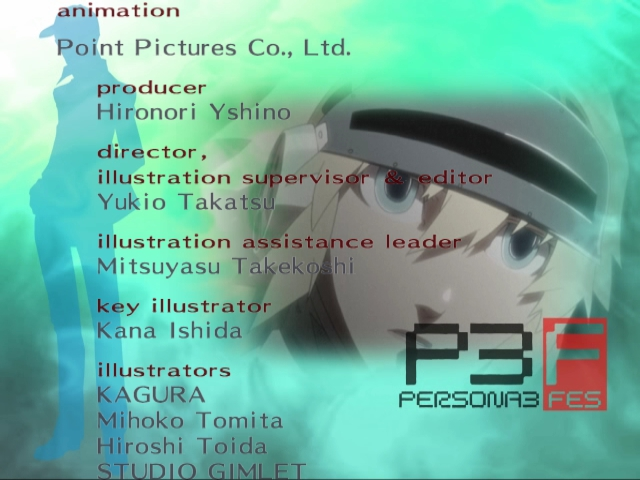 animation
Point Pictures Co., Ltd.
producer
Hironori Yshino
director,
illustration supervisor & editor
Yukio Takatsu
illustration assistance leader
Mitsuyasu Takekoshi
key illustrator
Kana Ishida
illustrators
KAGURA
Mihoko Tomita
Hiroshi Toida
STUDIO GIMLET
P3F
PERSONA3 FES